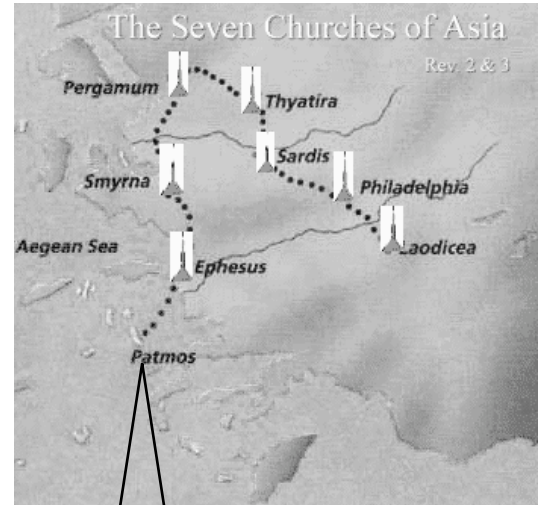 The Seven Churches of Asia
Rev. 2 & 3
Pergamum
Thyatira
Sardis
Smyrna
Philadelphia
Aegean Sea
Ephesus
Laodicea
Patmos